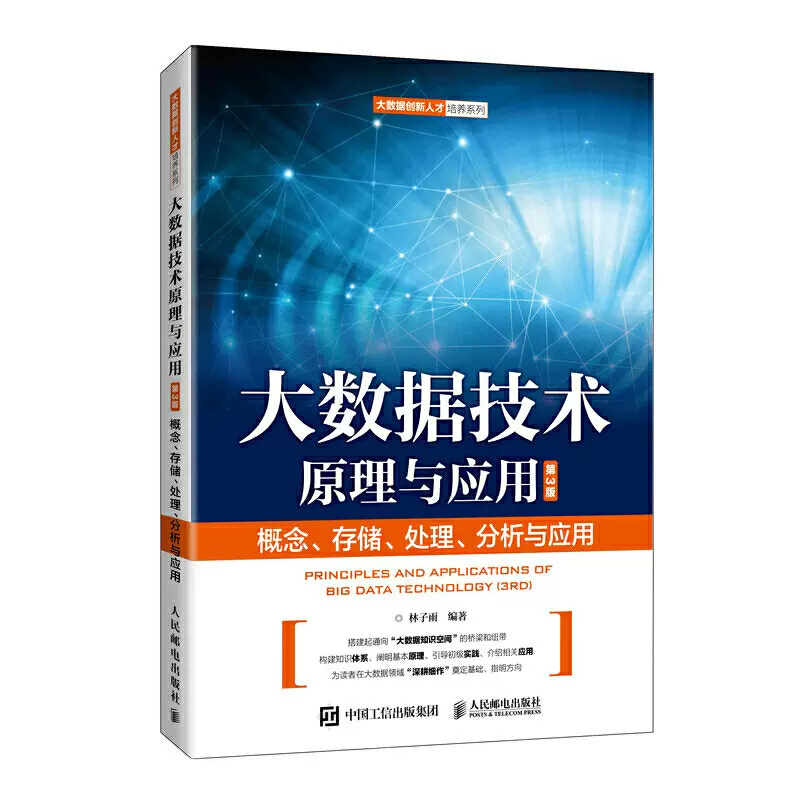 大数据创新人才 培养系列
大数据技术
原理与应用 第3版
概念、存储、处理、分析与应用
PRINCIPLES AND APPLICATIONS OF
BIG DATA TECHNOLOGY (3RD)
◎ 林子雨 编著
搭建起通向“大数据知识空间”的桥梁和纽带
构建知识体系、阐明基本原理、引导初级实践、介绍相关应用
为读者在大数据领域“深耕细作”奠定基础、指明方向
中国工信出版集团
人民邮电出版社
POSTS & TELECOM PRESS
大数据创新人才 培养系列
大数据技术原理与应用 第3版 概念、存储、处理、分析与应用
人民邮电出版社